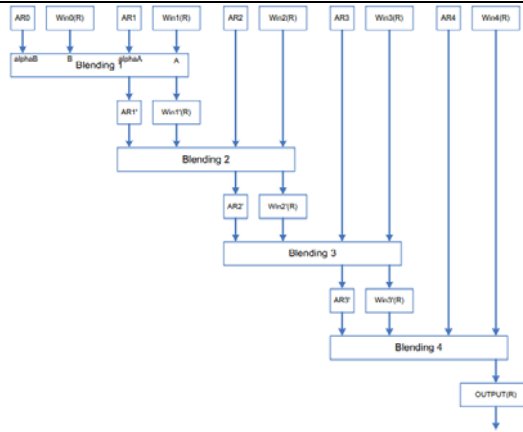 AR0 Win0(R) AR1 Win1(R) AR2 Win2(R) AR3 Win3(R) AR4 Win4(R)
alphaB B alphaA A
Blending 1
AR1' Win1'(R)
Blending 2
AR2' Win2'(R)
Blending 3
AR3' Win3'(R)
Blending 4
OUTPUT(R)